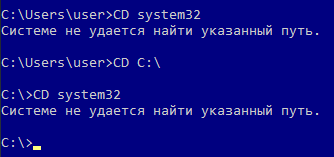 C:\Users\user>CD system32
Системе не удается найти указанный путь.
C:\Users\user>CD C:\
C:\>CD system32
Системе не удается найти указанный путь.
C:\>